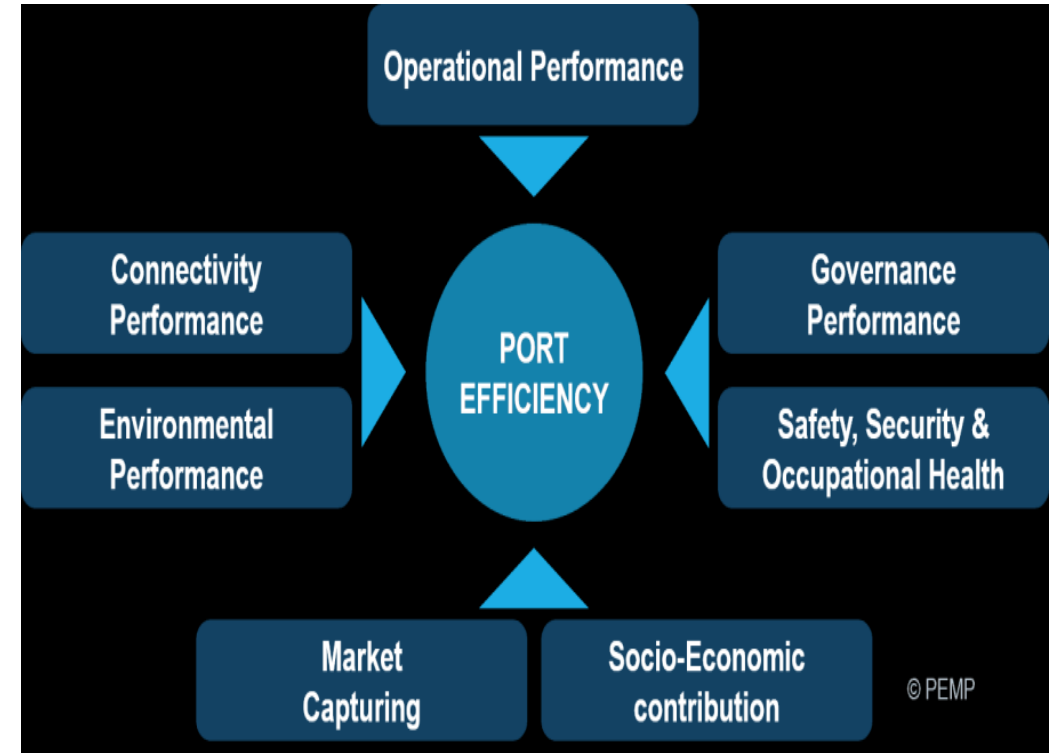 Operational Performance
Connectivity
Performance
Governance
Performance
PORT
EFFICIENCY
Environmental
Performance
Safety, Security &
Occupational Health
Market
Capturing
Socio-Economic
contribution
© PEMP